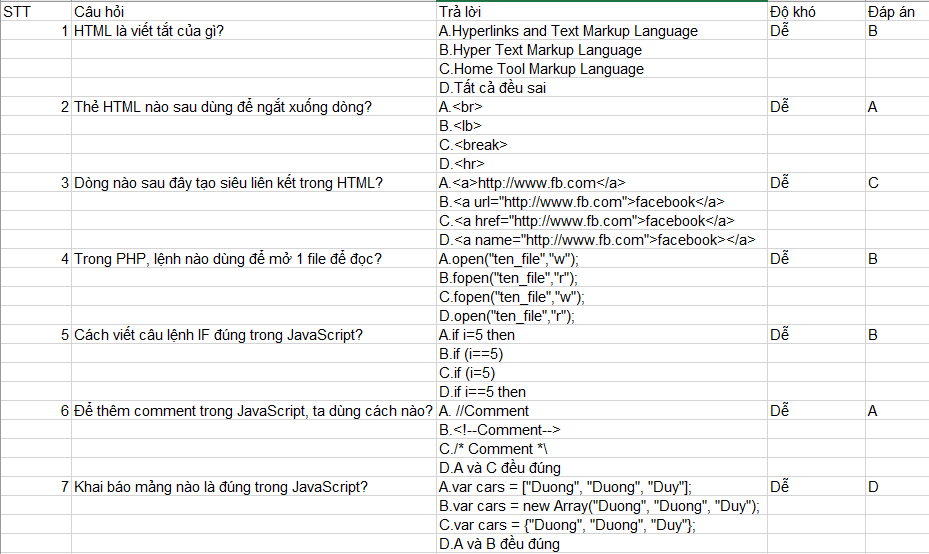 STT Câu hỏi Trả lời Độ khó Đáp án
1 HTML là viết tắt của gì? A.Hyperlinks and Text Markup Language Dễ B
B.Hyper Text Markup Language
C.Home Tool Markup Language
D.Tất cả đều sai
2 Thẻ HTML nào sau dùng để ngắt xuống dòng? A.<br> Dễ A
B.<lb>
C.<break>
D.<hr>
3 Dòng nào sau đây tạo siêu liên kết trong HTML? A.<a>http://www.fb.com</a> Dễ C
B.<a url="http://www.fb.com">facebook</a>
C.<a href="http://www.fb.com">facebook</a>
D.<a name="http://www.fb.com">facebook></a>
4 Trong PHP, lệnh nào dùng để mở 1 file để đọc? A.open("ten_file","w"); Dễ B
B.fopen("ten_file","r");
C.fopen("ten_file","w");
D.open("ten_file","r");
5 Cách viết câu lệnh IF đúng trong JavaScript? A.if i=5 then Dễ B
B.if (i==5)
C.if (i=5)
D.if i==5 then
6 Để thêm comment trong JavaScript, ta dùng cách nào? A. //Comment Dễ A
B.<!--Comment-->
C./* Comment *\
D.A và C đều đúng
7 Khai báo mảng nào là đúng trong JavaScript? A.var cars = ["Duong", "Duong", "Duy"]; Dễ D
B.var cars = new Array("Duong", "Duong", "Duy");
C.var cars = {"Duong", "Duong", "Duy"};
D.A và B đều đúng